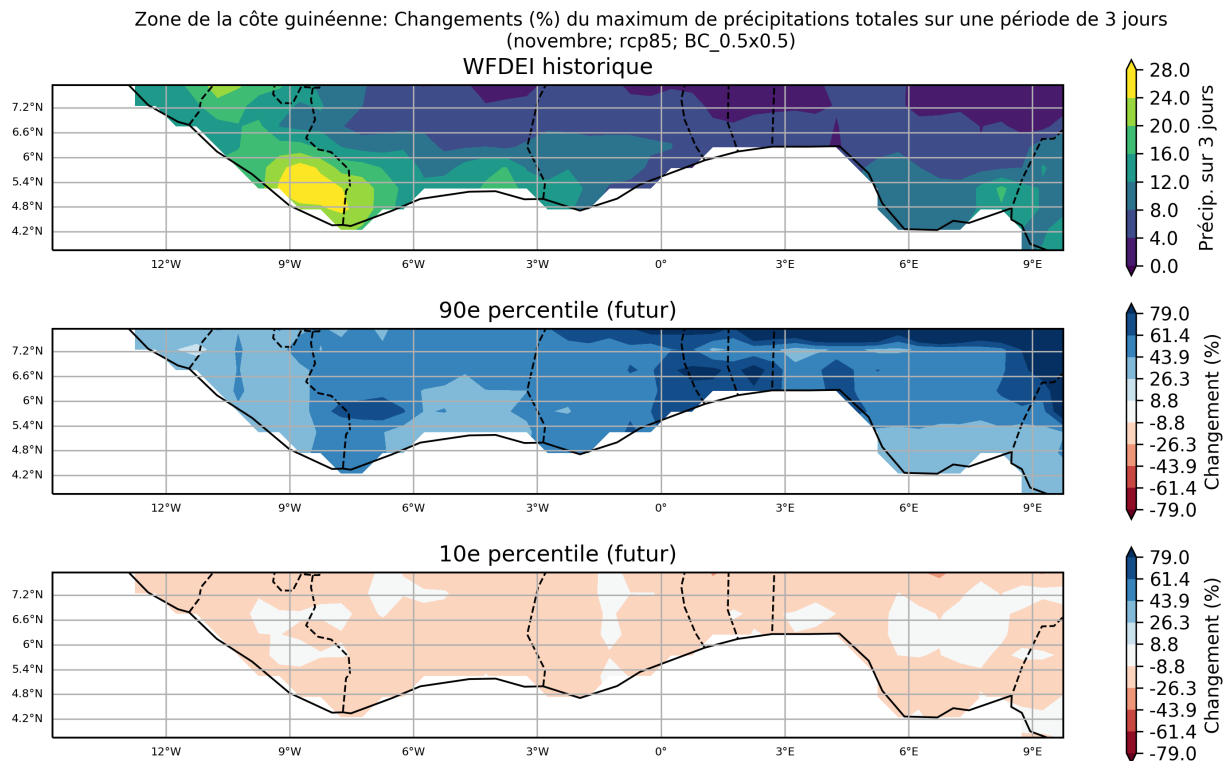 Zone de la côte guinéenne: Changements (%) du maximum de précipitations totales sur une période de 3 jours
(novembre; rcp85; BC_0.5x0.5)
WFDEI historique
7.2°N
6.6°N
6°N
5.4°N
4.8°N
4.2°N
12°W 9°W 6°W 3°W 0° 3°E 6°E 9°E
28.0
24.0
20.0
16.0
12.0
8.0
4.0
0.0
Précip. sur 3 jours
90e percentile (futur)
7.2°N
6.6°N
6°N
5.4°N
4.8°N
4.2°N
12°W 9°W 6°W 3°W 0° 3°E 6°E 9°E
79.0
61.4
43.9
26.3
8.8
-8.8
-26.3
-43.9
-61.4
-79.0
Changement (%)
10e percentile (futur)
7.2°N
6.6°N
6°N
5.4°N
4.8°N
4.2°N
12°W 9°W 6°W 3°W 0° 3°E 6°E 9°E
79.0
61.4
43.9
26.3
8.8
-8.8
-26.3
-43.9
-61.4
-79.0
Changement (%)